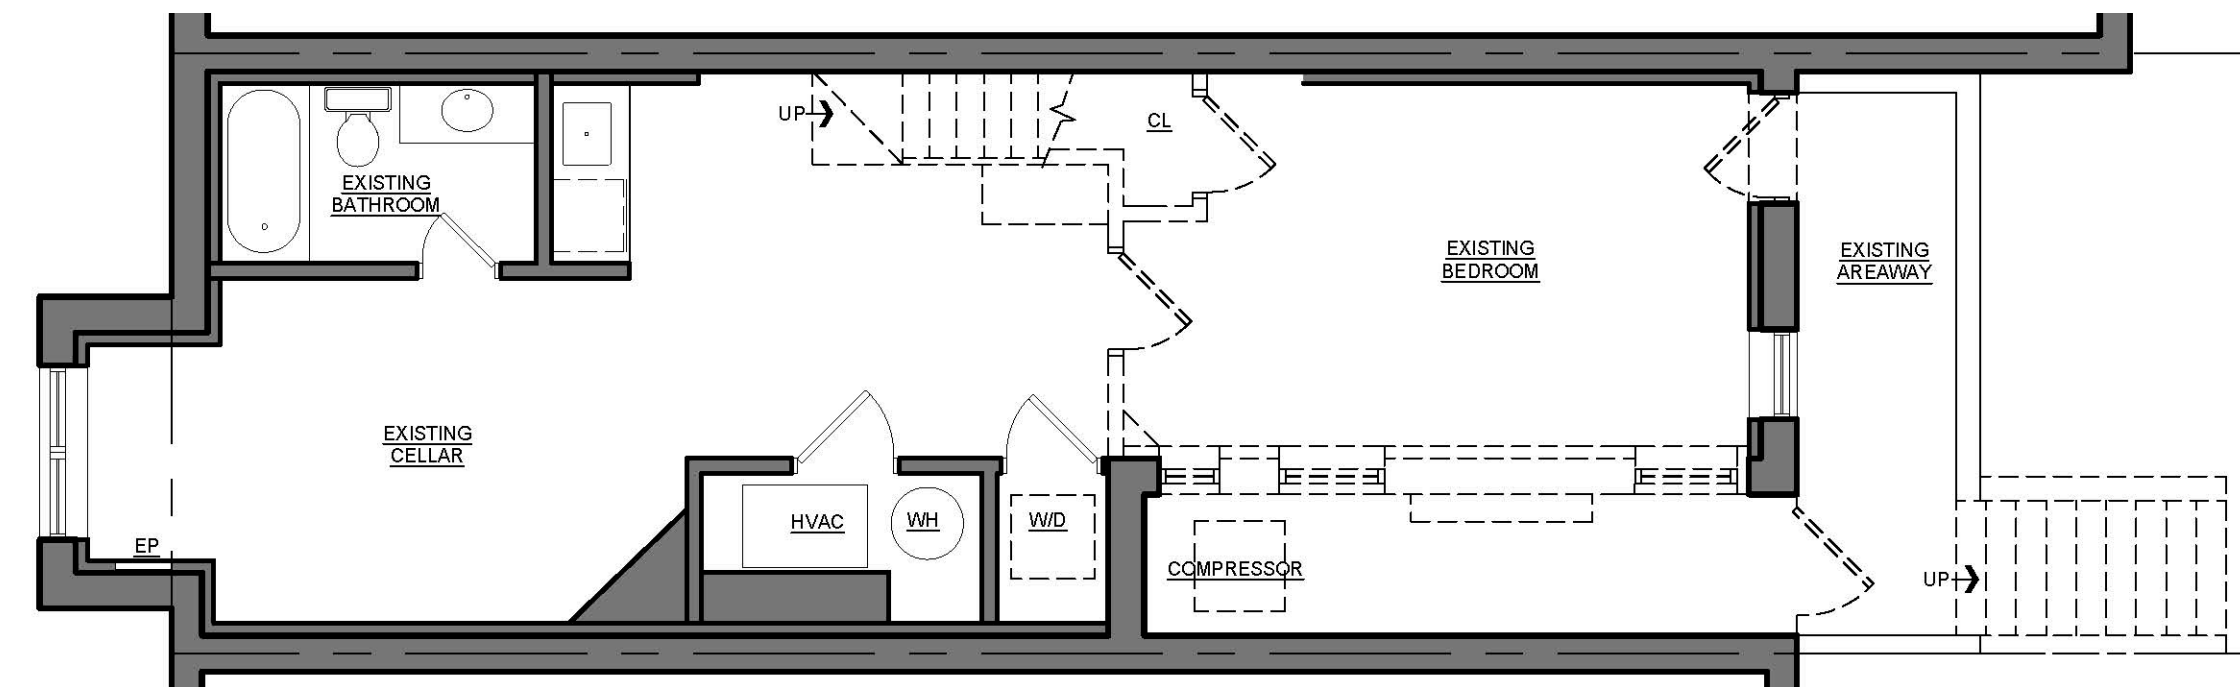 UP
CL
EXISTING
BATHROOM
EXISTING
BEDROOM
EXISTING
AREAWAY
EXISTING
CELLAR
HVAC
WH
W/D
EP
COMPRESSOR
UP